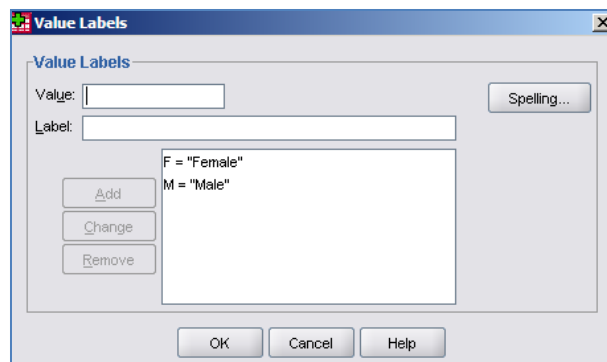 Value Labels
Value Labels
Value:
Spelling...
Label:
F = "Female"
M = "Male"
Add
Change
Remove
OK Cancel Help